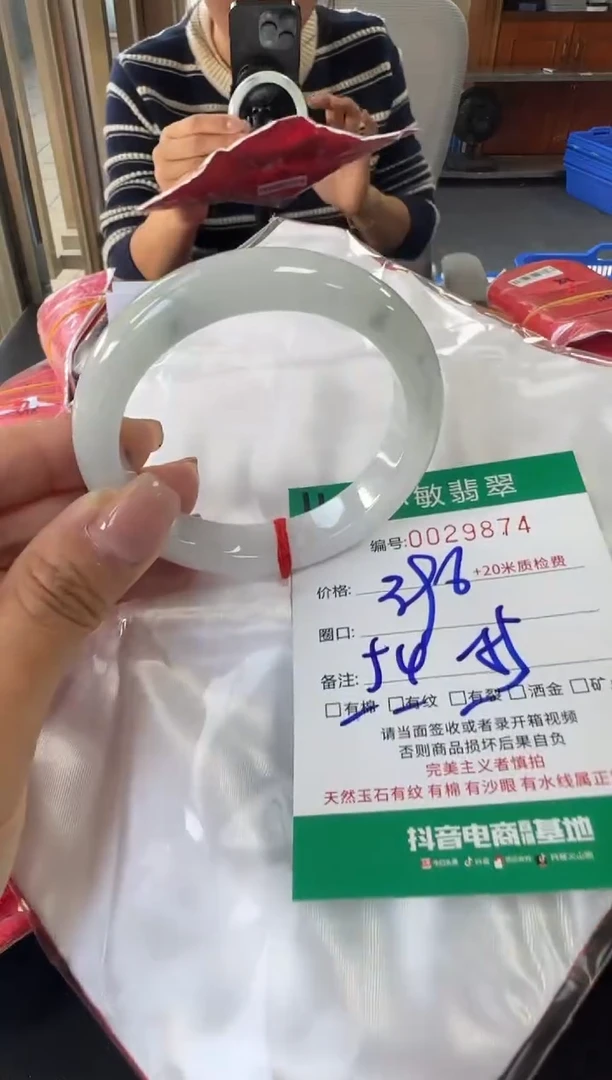 敏翡翠
编号:0029874
价格: 398 +20米质检费
圈口:
备注: 54
□有棉 □有纹 □有裂 □洒金 □矿
请当面签收或者录开箱视频
否则商品损坏后果自负
完美主义者慎拍
天然玉石有纹 有棉 有沙眼 有水线属正
抖音电商 基地